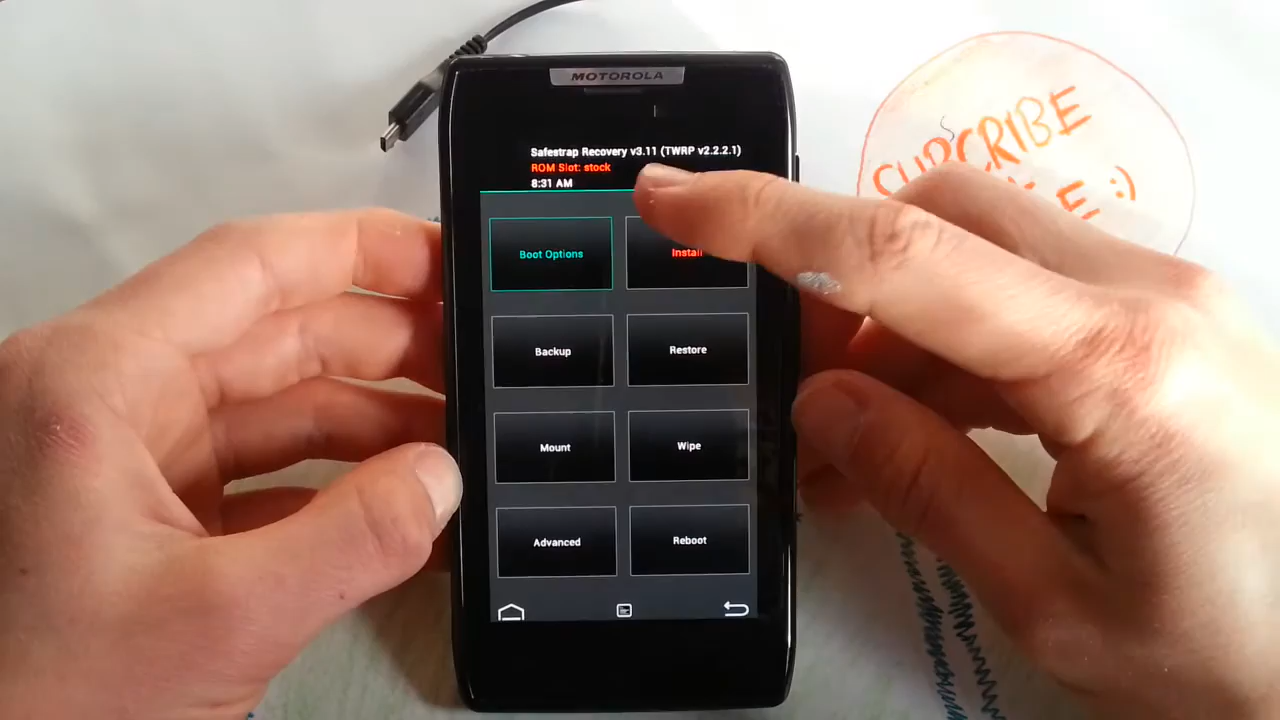 MOTOROLA
Safestrap Recovery v3.11 (TWRP v2.2.2.1)
ROM Slot: stock
8:31 AM
Boot Options
Install
Backup
Restore
Mount
Wipe
Advanced
Reboot
SUBSCRIBE
:)